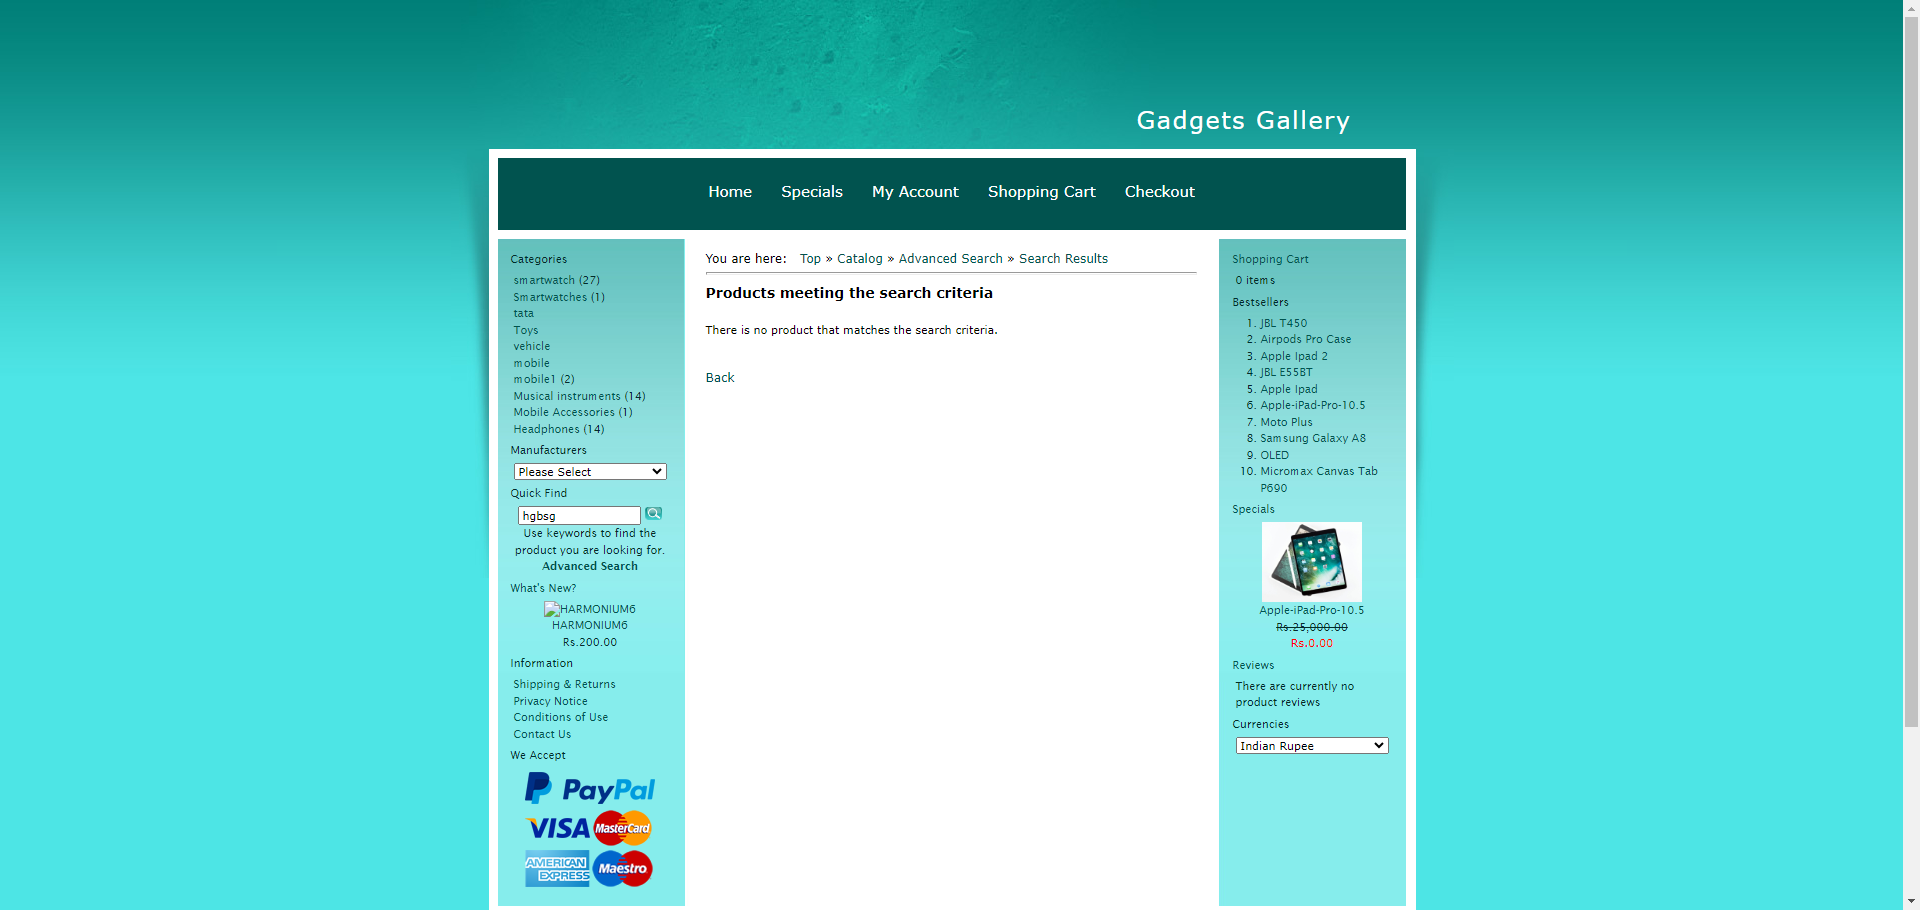 Gadgets Gallery
Home Specials My Account Shopping Cart Checkout
Categories
smartwatch (27)
Smartwatches (1)
tata
Toys
vehicle
mobile
mobile1 (2)
Musical instruments (14)
Mobile Accessories (1)
Headphones (14)
Manufacturers
Please Select
Quick Find
hgbsg
Use keywords to find the
product you are looking for.
Advanced Search
What's New?
HARMONIUM6
HARMONIUM6
Rs.200.00
Information
Shipping & Returns
Privacy Notice
Conditions of Use
Contact Us
We Accept
PayPal
VISA MasterCard
AMERICAN EXPRESS Maestro
You are here: Top » Catalog » Advanced Search » Search Results
Products meeting the search criteria
There is no product that matches the search criteria.
Back
Shopping Cart
0 items
Bestsellers
1. JBL T450
2. Airpods Pro Case
3. Apple Ipad 2
4. JBL E55BT
5. Apple Ipad
6. Apple-iPad-Pro-10.5
7. Moto Plus
8. Samsung Galaxy A8
9. OLED
10. Micromax Canvas Tab
P690
Specials
Apple-iPad-Pro-10.5
Rs.25,000.00
Rs.0.00
Reviews
There are currently no
product reviews
Currencies
Indian Rupee